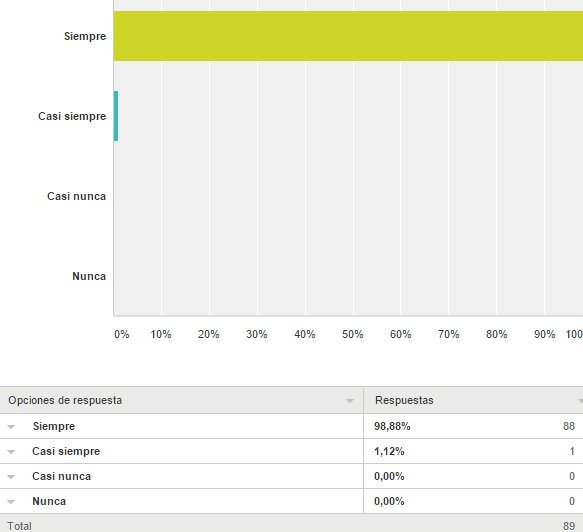 Siempre
Casi siempre
Casi nunca
Nunca
0% 10% 20% 30% 40% 50% 60% 70% 80% 90% 100
Opciones de respuesta Respuestas
Siempre 98,88% 88
Casi siempre 1,12% 1
Casi nunca 0,00% 0
Nunca 0,00% 0
Total 89